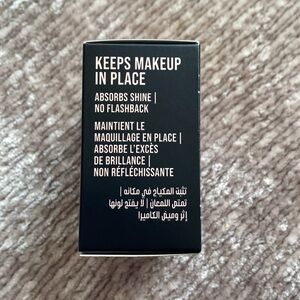 KEEPS MAKEUP
IN PLACE
ABSORBS SHINE |
NO FLASHBACK
MAINTIENT LE
MAQUILLAGE EN PLACE |
ABSORBE L'EXCÈS
DE BRILLANCE |
NON RÉFLÉCHISSANTE
تثبت المكياج في مكانه |
تمتص اللمعان | لا يفتح لونها
إثر وميض الكاميرا